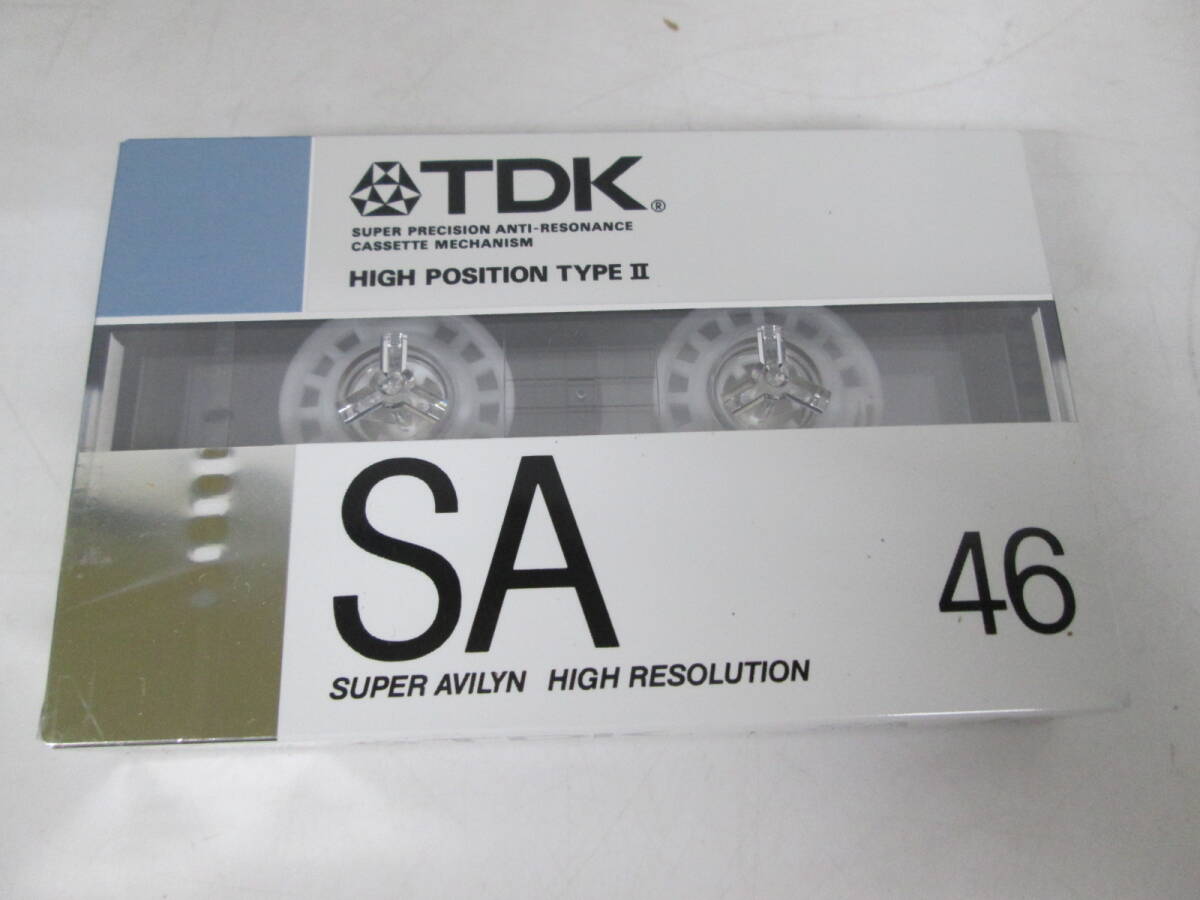 TDK®
SUPER PRECISION ANTI-RESONANCE
CASSETTE MECHANISM
HIGH POSITION TYPE II
SA
46
SUPER AVILYN HIGH RESOLUTION